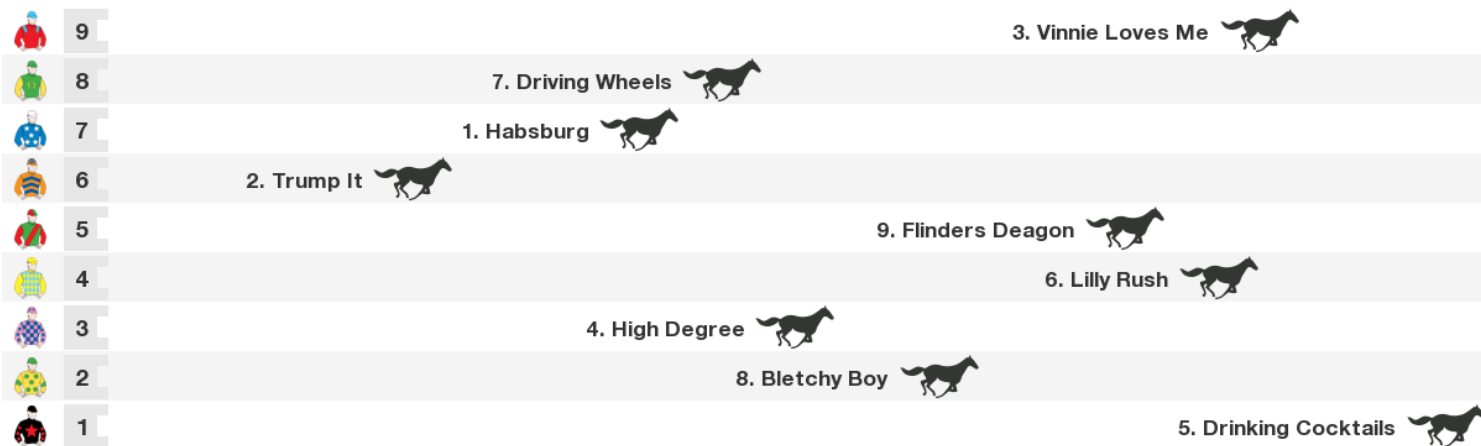 9 3. Vinnie Loves Me
8 7. Driving Wheels
7 1. Habsburg
6 2. Trump It
5 9. Flinders Deagon
4 6. Lilly Rush
3 4. High Degree
2 8. Bletchy Boy
1 5. Drinking Cocktails